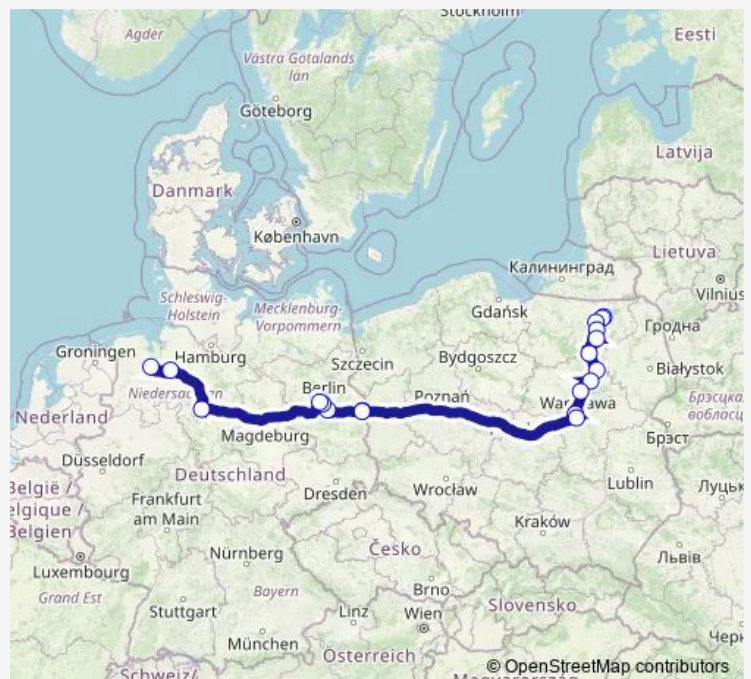 Stockholm
Agder
Eesti
Västra Götalands
län
Göteborg
Latvija
Danmark
København
Lietuva
Калининград
Vilnius
Schleswig-
Holstein
Mecklenburg-
Vorpommern
Gdańsk
Гродна
Groningen
Hamburg
Szczecin
Bydgoszcz
Białystok
Berlin
Poznań
Warszawa
Брэсцкая
вобласць
Nederland
Magdeburg
Брэст
Düsseldorf
Deutschland
Lublin
België /
Belgique /
Belgien
Frankfurt
am Main
Dresden
Wrocław
Луцьк
Kraków
Luxembourg
Grand Est
Nürnberg
Česko
Львів
Bayern
Brno
Stuttgart
Linz
Wien
Slovensko
München
Österreich
Schweiz/
© OpenStreetMap contributors